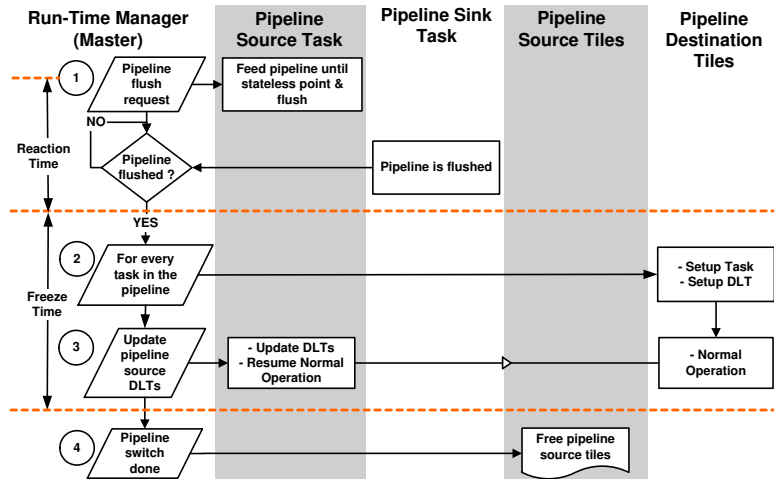 Run-Time Manager
(Master)
Pipeline
Source Task
Pipeline Sink
Task
Pipeline
Source Tiles
Pipeline
Destination
Tiles
1
Pipeline
flush
request
Feed pipeline until
stateless point &
flush
NO
Reaction
Time
Pipeline
flushed ?
Pipeline is flushed
YES
2
For every
task in the
pipeline
- Setup Task
- Setup DLT
Freeze
Time
3
Update
pipeline
source
DLTs
- Update DLTs
- Resume Normal
Operation
- Normal
Operation
4
Pipeline
switch
done
Free pipeline
source tiles